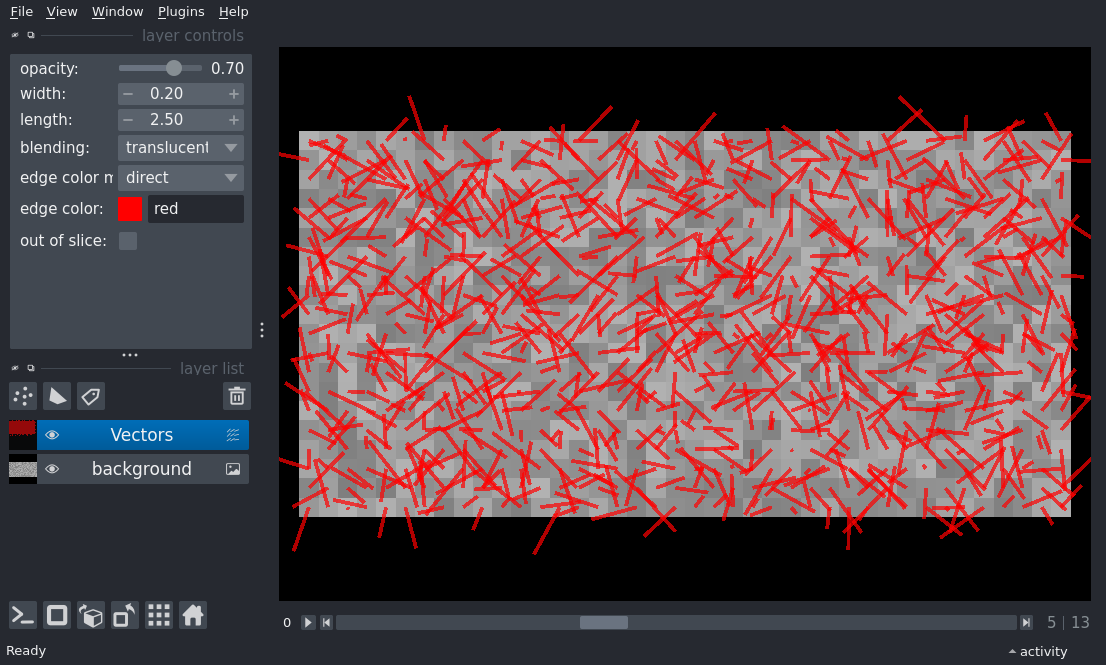 File View Window Plugins Help
layer controls
opacity: 0.70
width: 0.20
length: 2.50
blending: translucent
edge color m direct
edge color: red
out of slice:
layer list
Vectors
background
0 5 | 13
Ready activity